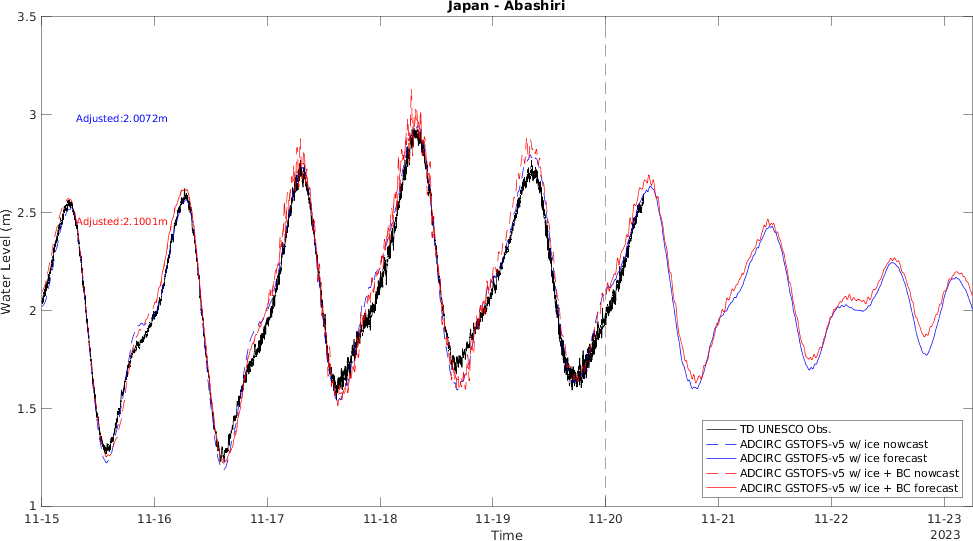 Japan - Abashiri
3.5
3
2.5
2
1.5
1
Water Level (m)
Adjusted:2.0072m
Adjusted:2.1001m
TD UNESCO Obs.
ADCIRC GSTOFS-v5 w/ ice nowcast
ADCIRC GSTOFS-v5 w/ ice forecast
ADCIRC GSTOFS-v5 w/ ice + BC nowcast
ADCIRC GSTOFS-v5 w/ ice + BC forecast
11-15 11-16 11-17 11-18 11-19 11-20 11-21 11-22 11-23
Time
2023